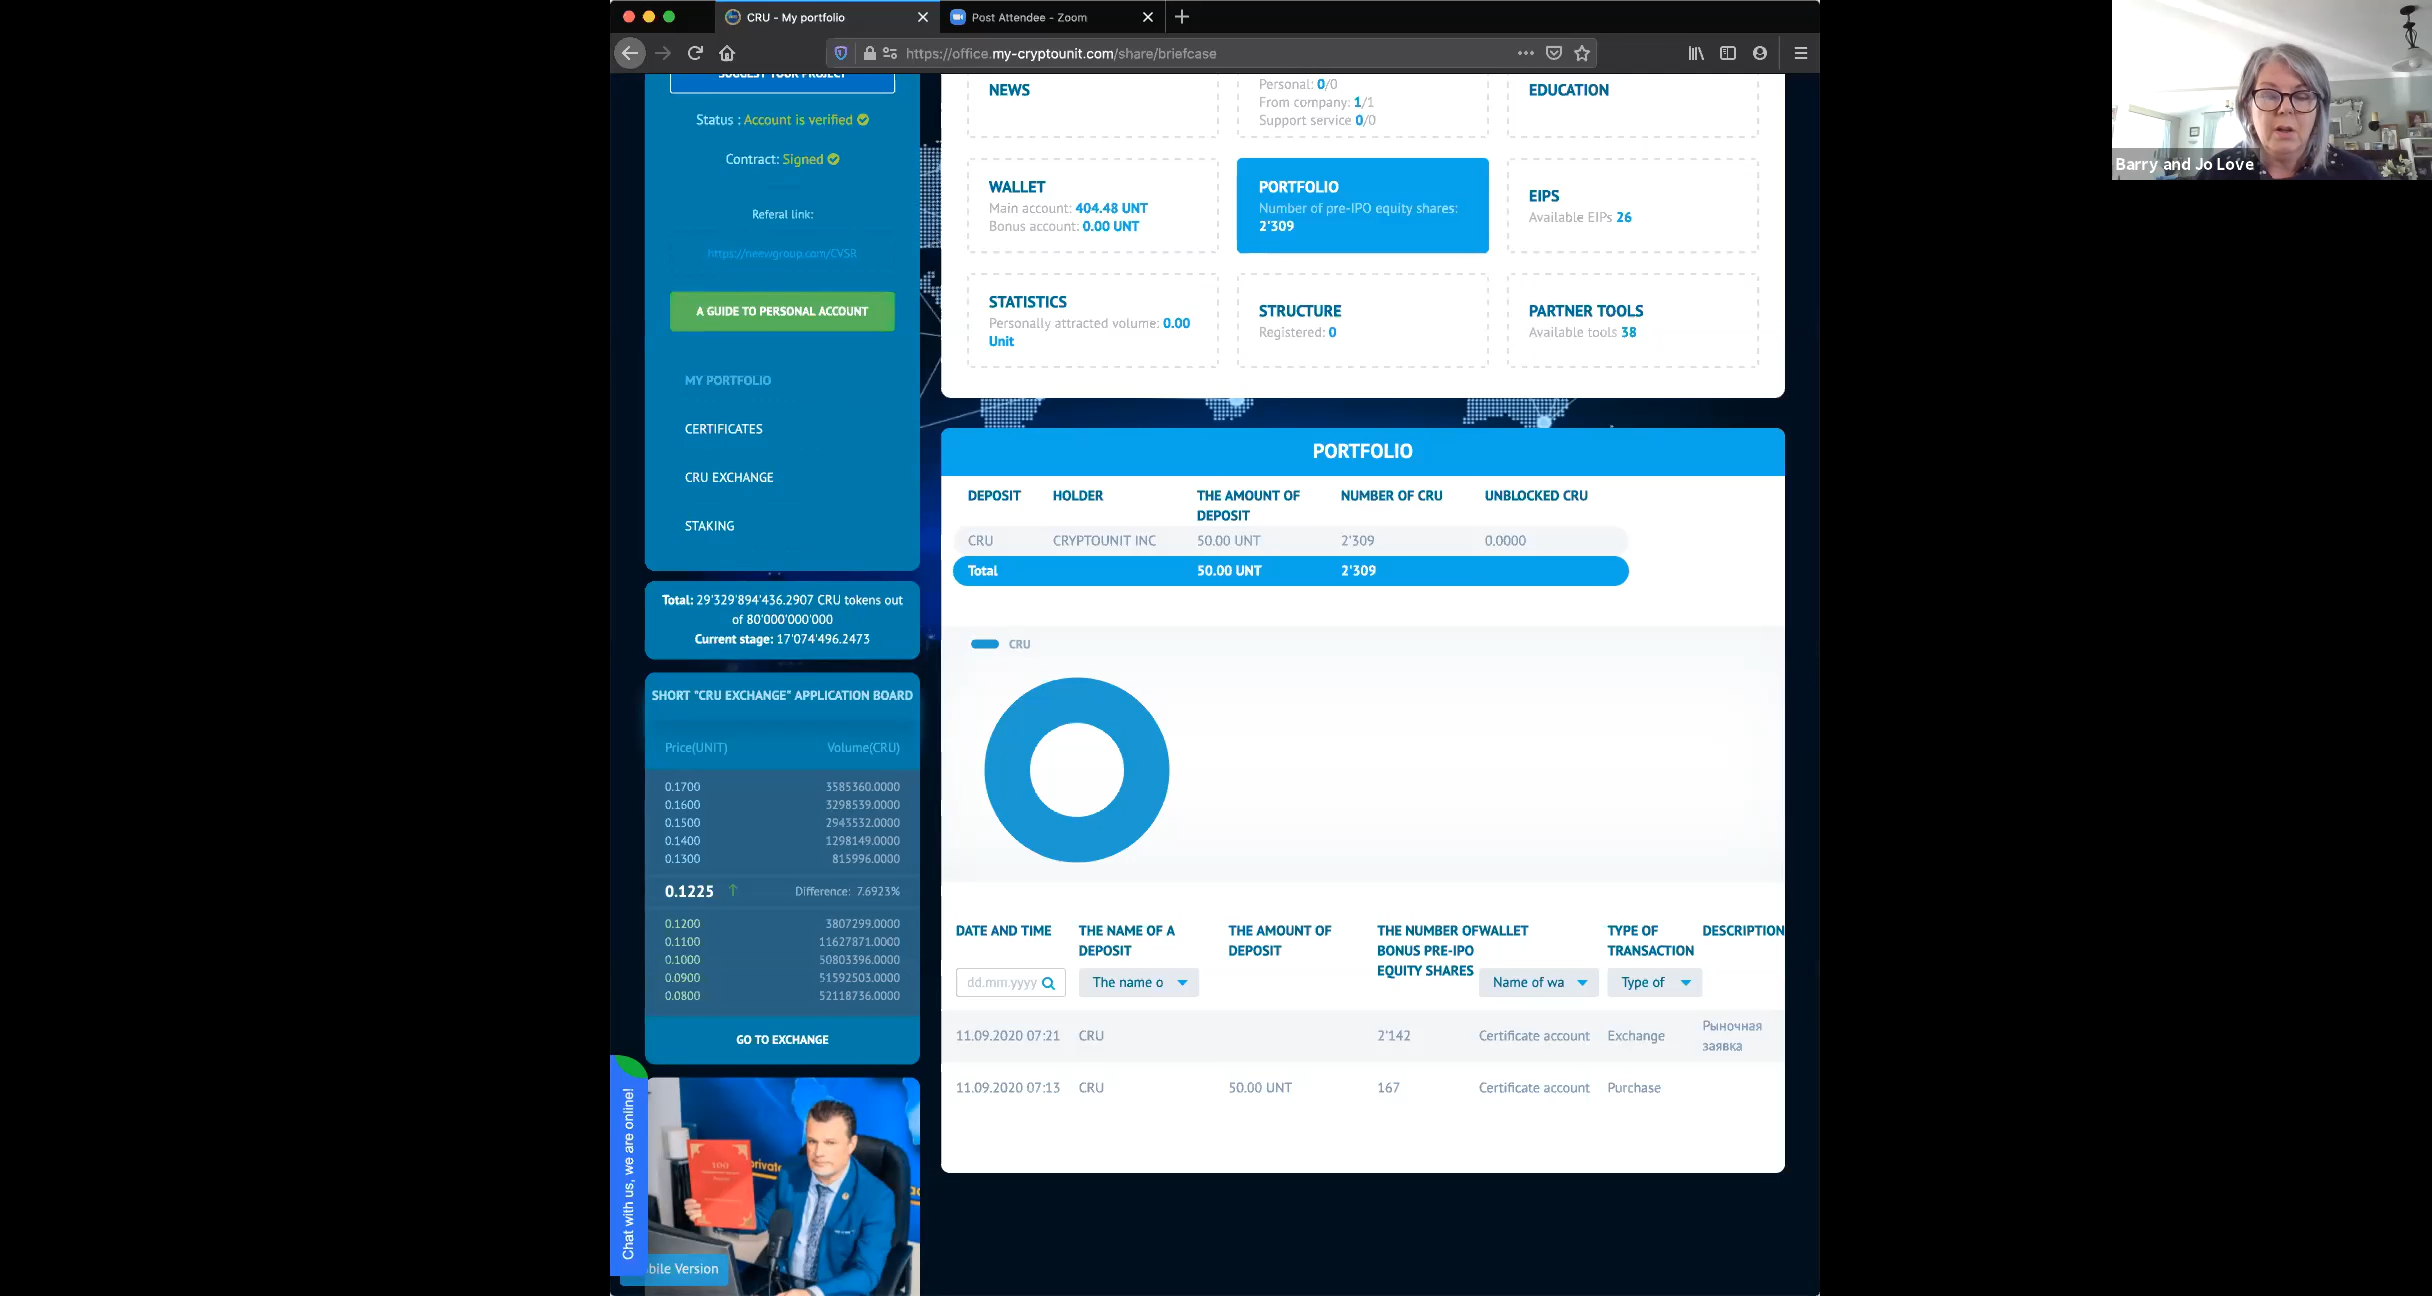 CRU - My portfolio
Post Attendee - Zoom
https://office.my-cryptounit.com/share/briefcase
Barry and Jo Love
SUGGEST YOUR PROJECT
Status : Account is verified
Contract: Signed
Referal link:
https://neewgroup.com/CVSR
A GUIDE TO PERSONAL ACCOUNT
MY PORTFOLIO
CERTIFICATES
CRU EXCHANGE
STAKING
Total: 29'329'894'436.2907 CRU tokens out
of 80'000'000'000
Current stage: 17'074'496.2473
SHORT "CRU EXCHANGE" APPLICATION BOARD
Price(UNIT) Volume(CRU)
0.1700 3585360.0000
0.1600 3298539.0000
0.1500 2943532.0000
0.1400 1298149.0000
0.1300 815996.0000
0.1225 Difference: 7.6923%
0.1200 3807299.0000
0.1100 11627871.0000
0.1000 50803396.0000
0.0900 51592503.0000
0.0800 52118736.0000
GO TO EXCHANGE
Chat with us, we are online!
bile Version
private
100
NEWS
Personal: 0/0
From company: 1/1
Support service 0/0
EDUCATION
WALLET
Main account: 404.48 UNT
Bonus account: 0.00 UNT
PORTFOLIO
Number of pre-IPO equity shares:
2'309
EIPS
Available EIPs 26
STATISTICS
Personally attracted volume: 0.00
Unit
STRUCTURE
Registered: 0
PARTNER TOOLS
Available tools 38
PORTFOLIO
DEPOSIT HOLDER THE AMOUNT OF NUMBER OF CRU UNBLOCKED CRU
DEPOSIT
CRU CRYPTOUNIT INC 50.00 UNT 2'309 0.0000
Total 50.00 UNT 2'309
CRU
DATE AND TIME THE NAME OF A THE AMOUNT OF THE NUMBER OF WALLET TYPE OF DESCRIPTION
DEPOSIT DEPOSIT BONUS PRE-IPO TRANSACTION
EQUITY SHARES
dd.mm.yyyy The name o Name of wa Type of
11.09.2020 07:21 CRU 2'142 Certificate account Exchange Рыночная
заявка
11.09.2020 07:13 CRU 50.00 UNT 167 Certificate account Purchase